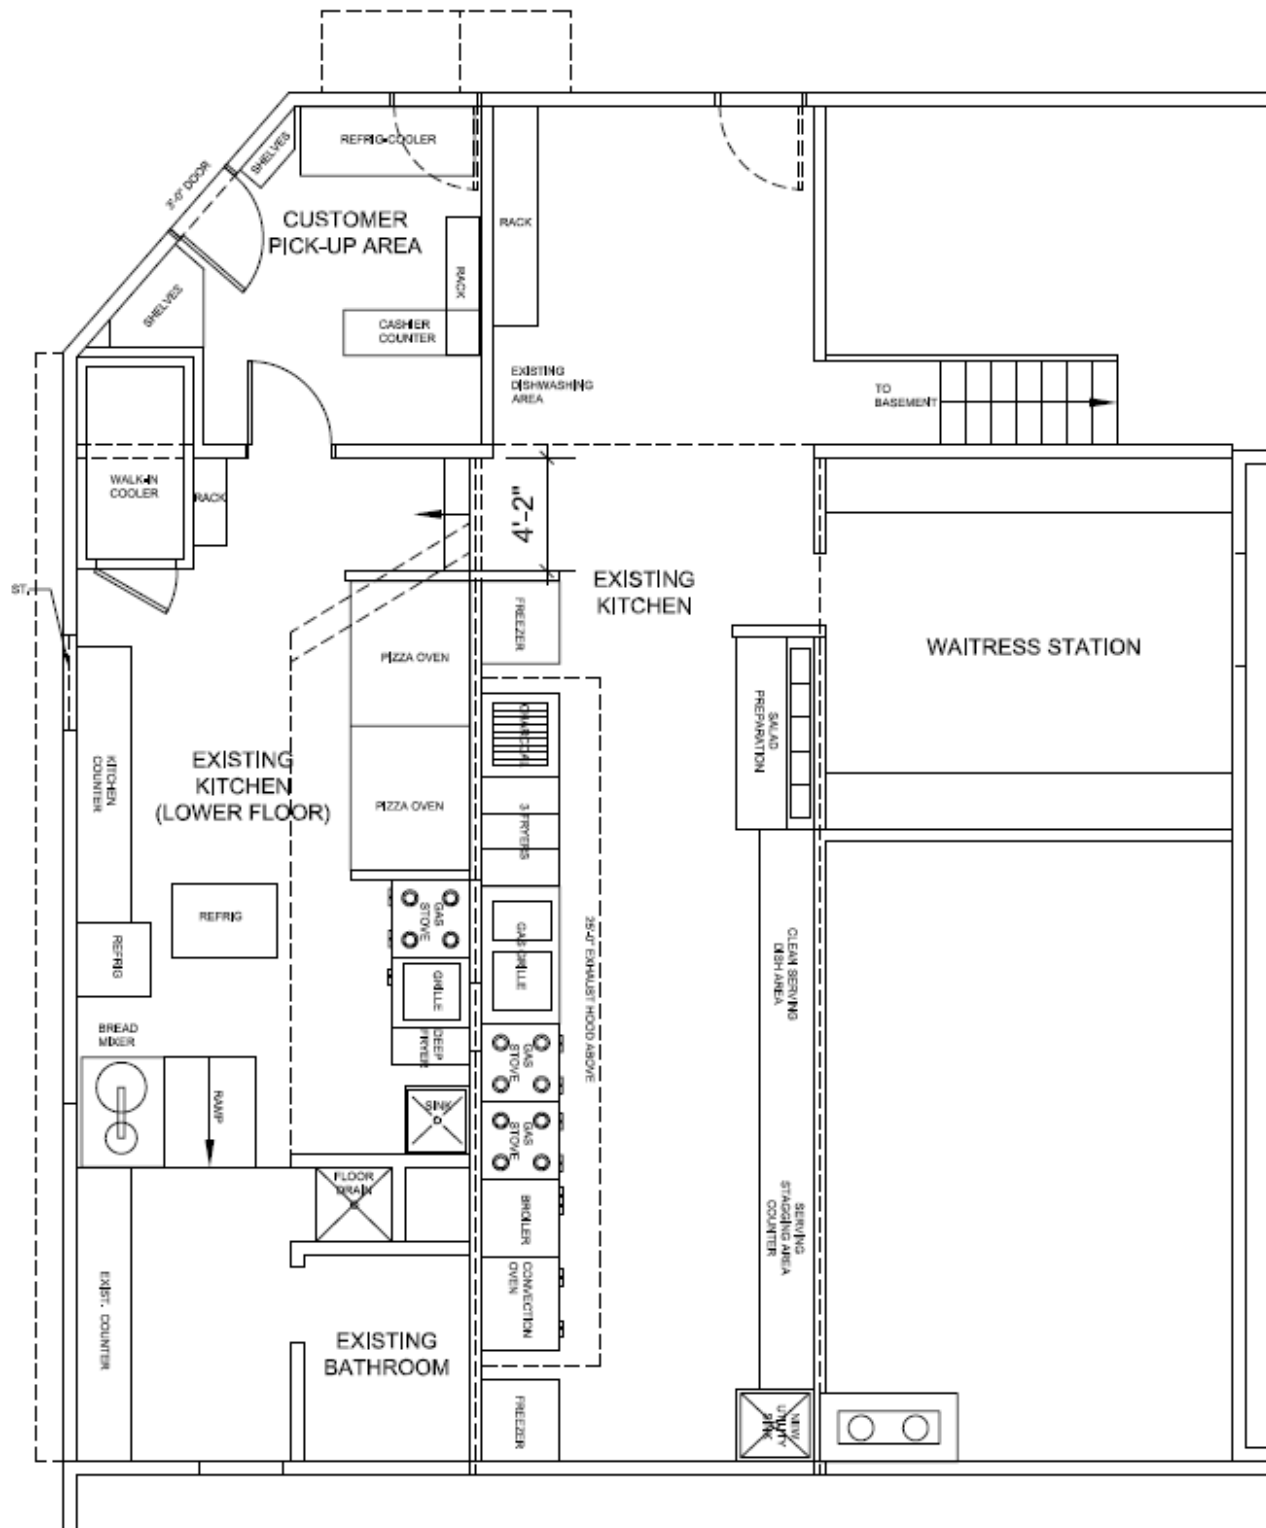 REFRIG-COOLER
SHELVES
3'-0" DOOR
CUSTOMER
PICK-UP AREA
RACK
RACK
SHELVES
CASHIER
COUNTER
EXISTING
DISHWASHING
AREA
TO
BASEMENT
WALK-IN
COOLER
RACK
4'-2"
ST.
EXISTING
KITCHEN
FREEZER
PIZZA OVEN
WAITRESS STATION
SALAD
PREPARATION
CHARCOAL
KITCHEN
COUNTER
EXISTING
KITCHEN
(LOWER FLOOR)
PIZZA OVEN
3 FRYERS
REFRIG
GAS
STOVE
REFRIG
GAS GRILLE
25'-0" EXHAUST HOOD ABOVE
CLEAN SERVING
DISH AREA
GRILLE
BREAD
MIXER
DEEP
FRYER
GAS
STOVE
RAMP
SINK
GAS
STOVE
FLOOR
DRAIN
BROILER
SERVING
STAGGING AREA
COUNTER
EXIST. COUNTER
CONVECTION
OVEN
EXISTING
BATHROOM
FREEZER
NEW
UTILITY
SINK